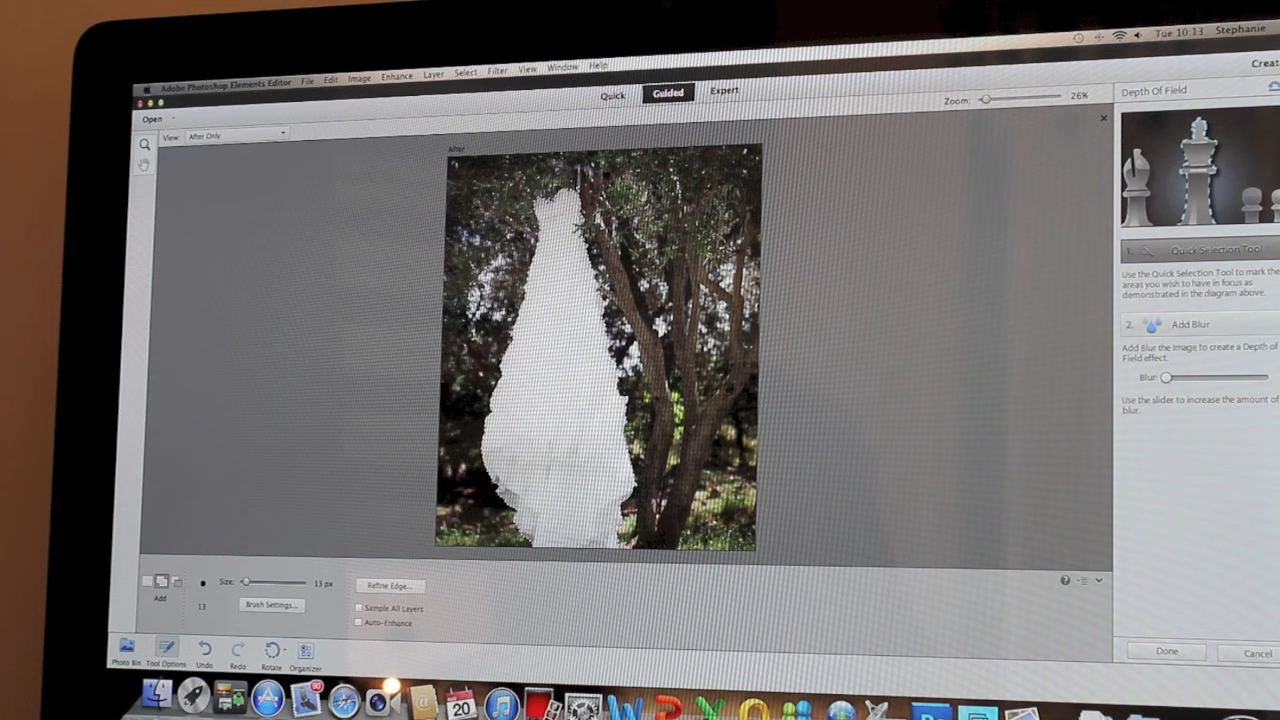 Tue 10:13 Stephanie
Adobe Photoshop Elements Editor File Edit Image Enhance Layer Select Filter View Window Help
Quick Guided Expert
Open
Zoom: 26%
View: After Only
After
Depth Of Field
1. Quick Selection Tool
Use the Quick Selection Tool to mark the
areas you wish to have in focus as
demonstrated in the diagram above.
2. Add Blur
Add Blur the Image to create a Depth of
Field effect.
Blur:
Use the slider to increase the amount of
blur.
Add
Size: 13 px
13
Brush Settings...
Refine Edge...
Sample All Layers
Auto-Enhance
Done Cancel
Photo Bin Tool Options Undo Redo Rotate Organizer
90
AUG
20